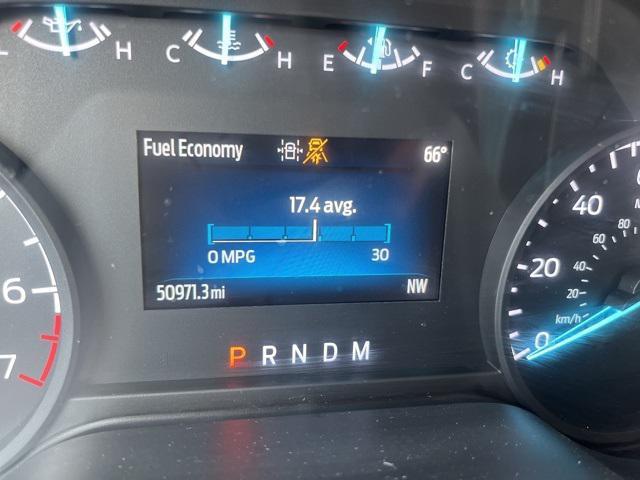 L H C H E F C H
Fuel Economy 66°
17.4 avg.
0 MPG 30
50971.3 mi NW
P R N D M
6
7
0
20
40
km/h
20
40
60
80